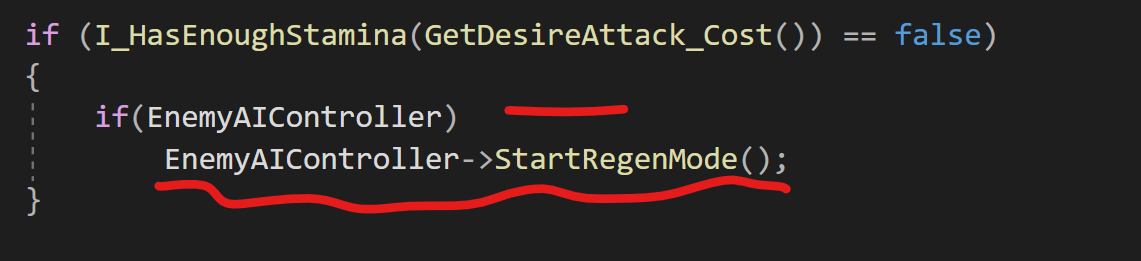 if (I_HasEnoughStamina(GetDesireAttack_Cost()) == false)
{
if(EnemyAIController)
EnemyAIController->StartRegenMode();
}